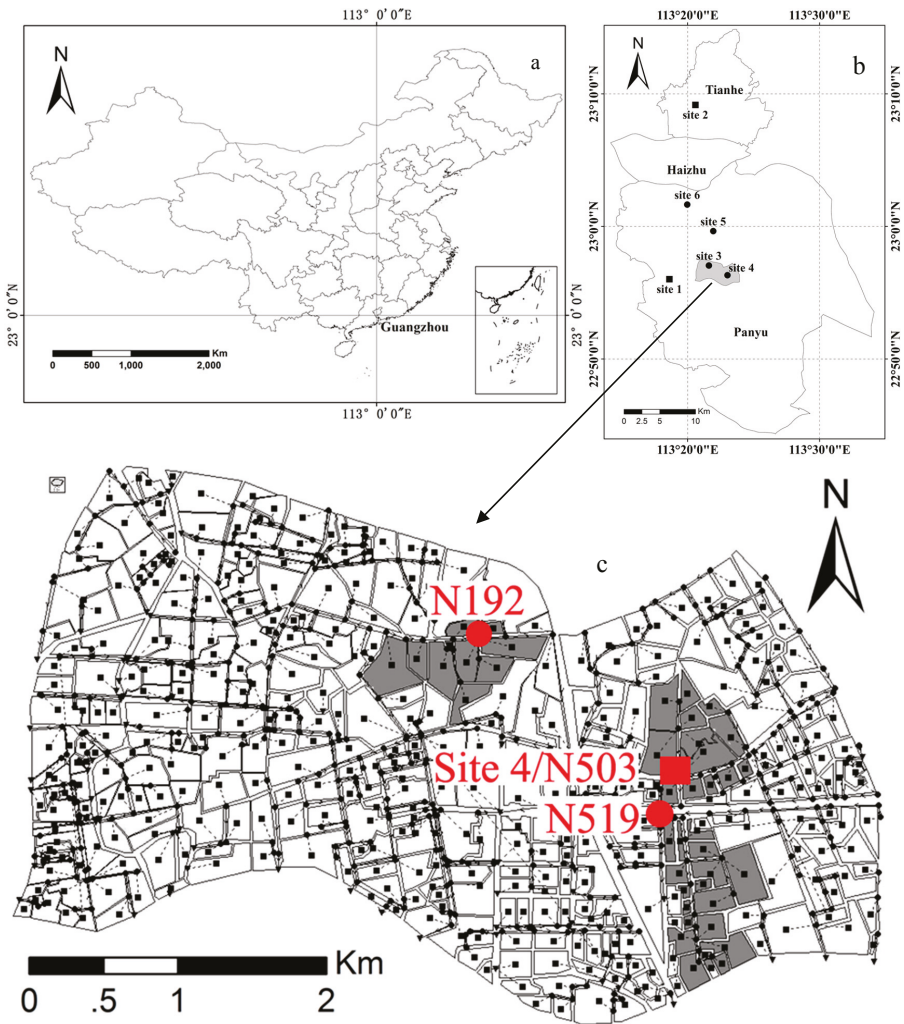 113° 0′ 0″E
N
a
23° 0′ 0″N
23° 0′ 0″N
Guangzhou
Km
0 500 1,000 2,000
113° 0′ 0″E
113°20′0″E 113°30′0″E
N
b
Tianhe
site 2
23°10′0″N
23°10′0″N
Haizhu
site 6
site 5
23°0′0″N
23°0′0″N
site 3
site 4
site 1
Panyu
22°50′0″N
22°50′0″N
Km
0 2.5 5 10
113°20′0″E 113°30′0″E
N
c
N192
Site 4/N503
N519
Km
0 .5 1 2